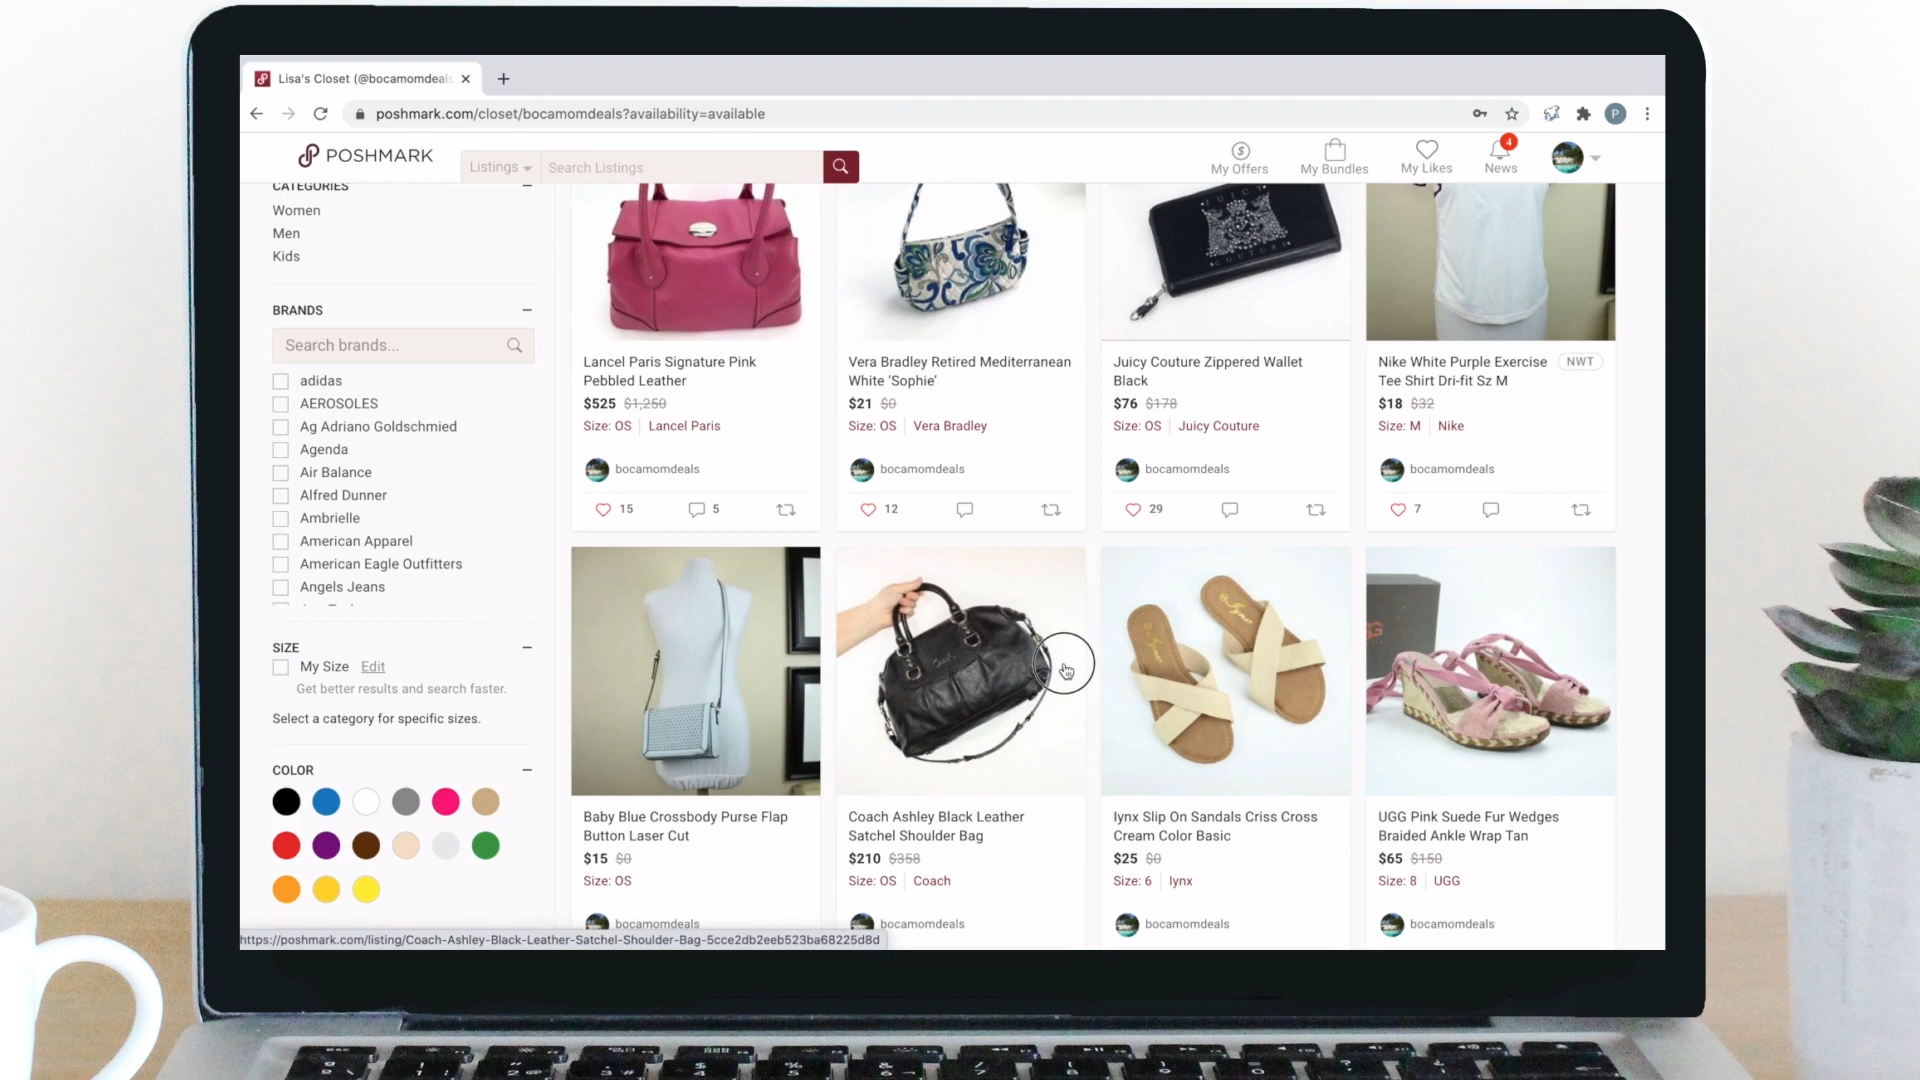 Lisa's Closet (@bocamomdeals
poshmark.com/closet/bocamomdeals?availability=available
POSHMARK
Listings
Search Listings
My Offers
My Bundles
My Likes
4
News
P
CATEGORIES
Women
Men
Kids
BRANDS
Search brands...
adidas
AEROSOLES
Ag Adriano Goldschmied
Agenda
Air Balance
Alfred Dunner
Ambrielle
American Apparel
American Eagle Outfitters
Angels Jeans
SIZE
My Size Edit
Get better results and search faster.
Select a category for specific sizes.
COLOR
JUICY
COUTURE
Lancel Paris Signature Pink
Pebbled Leather
$525 $1,250
Size: OS Lancel Paris
bocamomdeals
15 5
Vera Bradley Retired Mediterranean
White ‘Sophie’
$21 $0
Size: OS Vera Bradley
bocamomdeals
12
Juicy Couture Zippered Wallet
Black
$76 $178
Size: OS Juicy Couture
bocamomdeals
29
Nike White Purple Exercise NWT
Tee Shirt Dri-fit Sz M
$18 $32
Size: M Nike
bocamomdeals
7
Baby Blue Crossbody Purse Flap
Button Laser Cut
$15 $0
Size: OS
bocamomdeals
Coach Ashley Black Leather
Satchel Shoulder Bag
$210 $358
Size: OS Coach
bocamomdeals
lynx Slip On Sandals Criss Cross
Cream Color Basic
$25 $0
Size: 6 lynx
bocamomdeals
UGG Pink Suede Fur Wedges
Braided Ankle Wrap Tan
$65 $150
Size: 8 UGG
bocamomdeals
https://poshmark.com/listing/Coach-Ashley-Black-Leather-Satchel-Shoulder-Bag-5cce2db2eeb523ba68225d8d